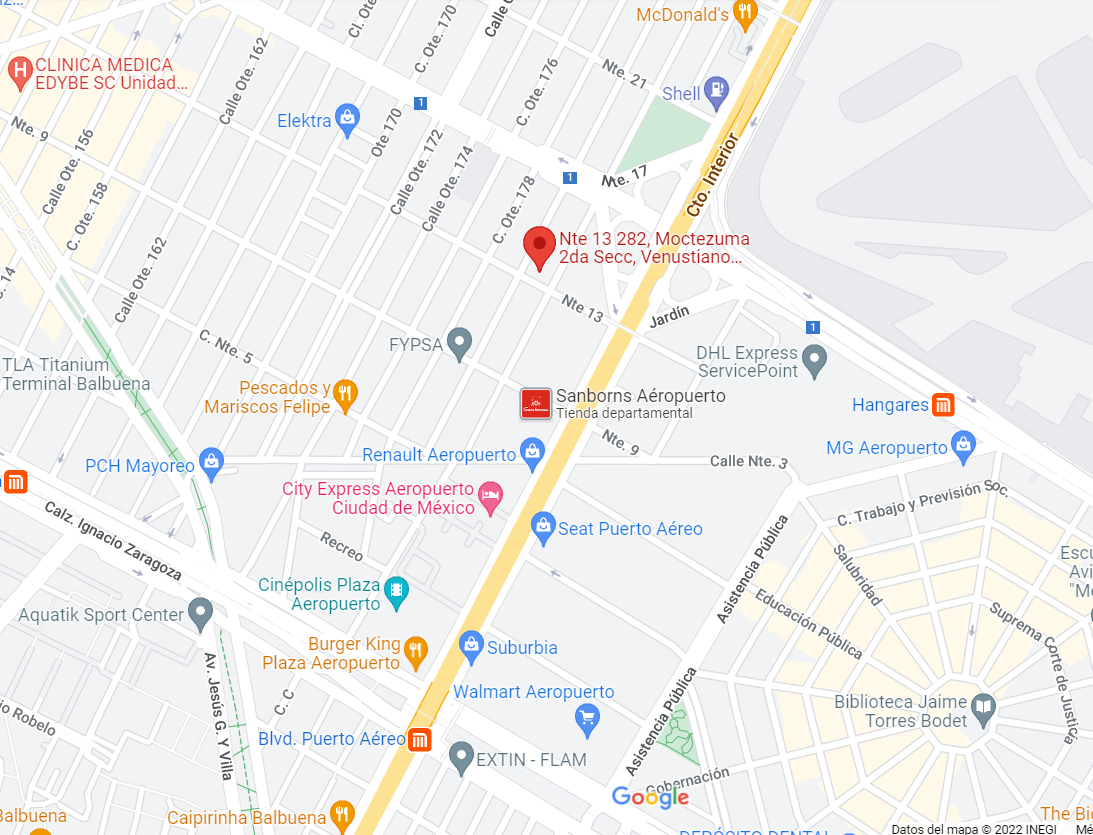 McDonald's
C. Ote. 170
Cl. Ote.
Calle Ote.
CLINICA MEDICA
EDYBE SC Unidad...
Calle Ote. 162
C. Ote. 176
Nte. 21
Shell
1
Elektra
Ote 170
Nte. 9
Calle Ote. 156
C. Ote. 158
Calle Ote. 172
Calle Ote. 174
C. Ote. 178
1
Nte. 17
Cto. Interior
Nte 13 282, Moctezuma
2da Secc, Venustiano...
Calle Ote. 162
14
Nte. 13
Jardín
1
FYPSA
C. Nte. 5
TLA Titanium
Terminal Balbuena
DHL Express
ServicePoint
Pescados y
Mariscos Felipe
Sanborns Aéropuerto
Tienda departamental
Hangares
Nte. 9
MG Aeropuerto
Renault Aeropuerto
PCH Mayoreo
Calle Nte. 3
City Express Aeropuerto
Ciudad de México
C. Trabajo y Previsión Soc.
Seat Puerto Aéreo
Calz. Ignacio Zaragoza
Recreo
Asistencia Pública
Salubridad
Escu
Avi
"Me
Cinépolis Plaza
Aeropuerto
Educación Pública
Suprema Corte de Justicia
Aquatik Sport Center
Burger King
Plaza Aeropuerto
Suburbia
Av. Jesús G. Y Villa
C. C
Walmart Aeropuerto
Asistencia Pública
Biblioteca Jaime
Torres Bodet
io Robelo
Blvd. Puerto Aéreo
EXTIN - FLAM
Gobernación
Google
Balbuena
Caipirinha Balbuena
The Bi
DEPÓSITO DENTAL
Datos del mapa © 2022 INEGI
Mé